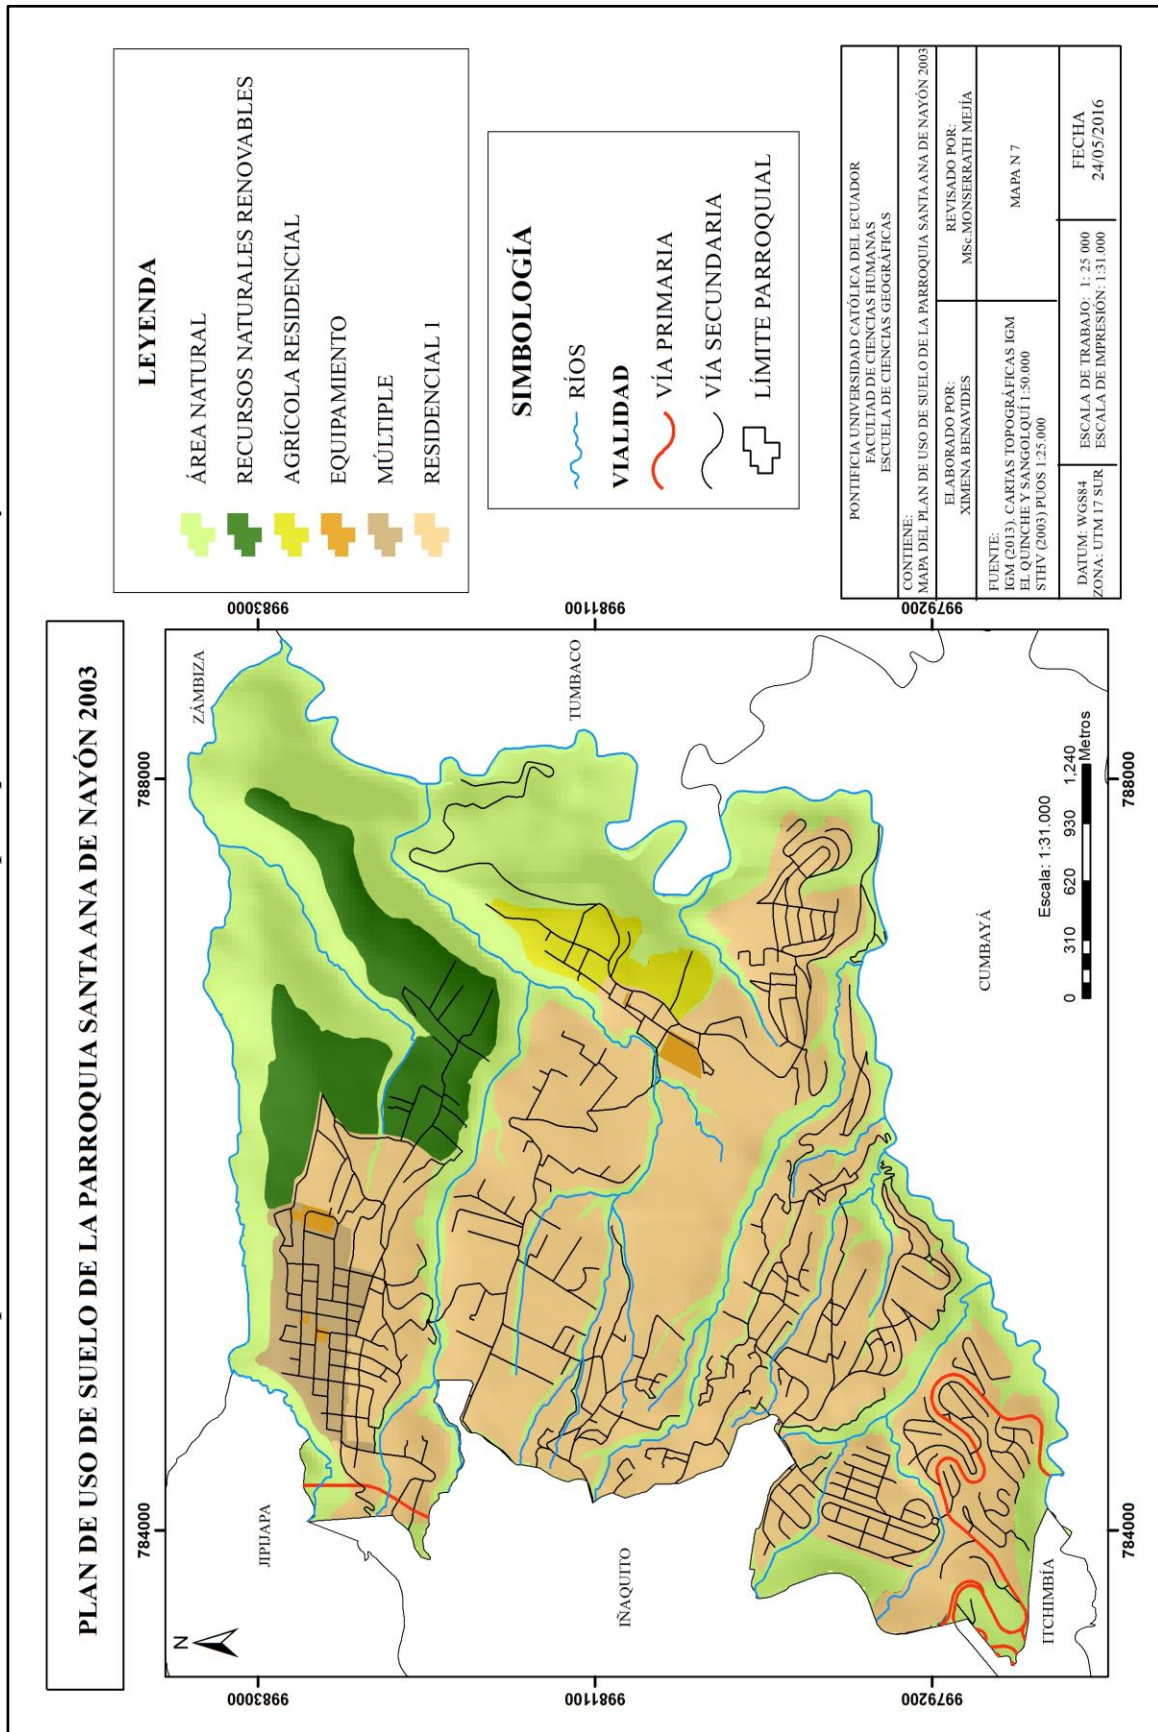 PLAN DE USO DE SUELO DE LA PARROQUIA SANTA ANA DE NAYÓN 2003
784000
788000
N
JIPIJAPA
ZÁMBIZA
IÑAQUITO
TUMBACO
ITCHIMBÍA
CUMBAYÁ
9983000
9981100
9979200
9983000
9981100
9979200
Escala: 1:31.000
0 310 620 930 1.240
Metros
784000
788000
LEYENDA
ÁREA NATURAL
RECURSOS NATURALES RENOVABLES
AGRÍCOLA RESIDENCIAL
EQUIPAMIENTO
MÚLTIPLE
RESIDENCIAL 1
SIMBOLOGÍA
RÍOS
VIALIDAD
VÍA PRIMARIA
VÍA SECUNDARIA
LÍMITE PARROQUIAL
PONTIFICIA UNIVERSIDAD CATÓLICA DEL ECUADOR
FACULTAD DE CIENCIAS HUMANAS
ESCUELA DE CIENCIAS GEOGRÁFICAS
CONTIENE:
MAPA DEL PLAN DE USO DE SUELO DE LA PARROQUIA SANTA ANA DE NAYÓN 2003
ELABORADO POR:
XIMENA BENAVIDES
REVISADO POR:
MSc.MONSERRATH MEJÍA
FUENTE:
IGM (2013). CARTAS TOPOGRÁFICAS IGM
EL QUINCHE Y SANGOLQUÍ 1:50.000
STHV (2003) PUOS 1:25.000
MAPA N 7
DATUM: WGS84
ZONA: UTM 17 SUR
ESCALA DE TRABAJO: 1: 25 000
ESCALA DE IMPRESIÓN: 1:31.000
FECHA
24/05/2016